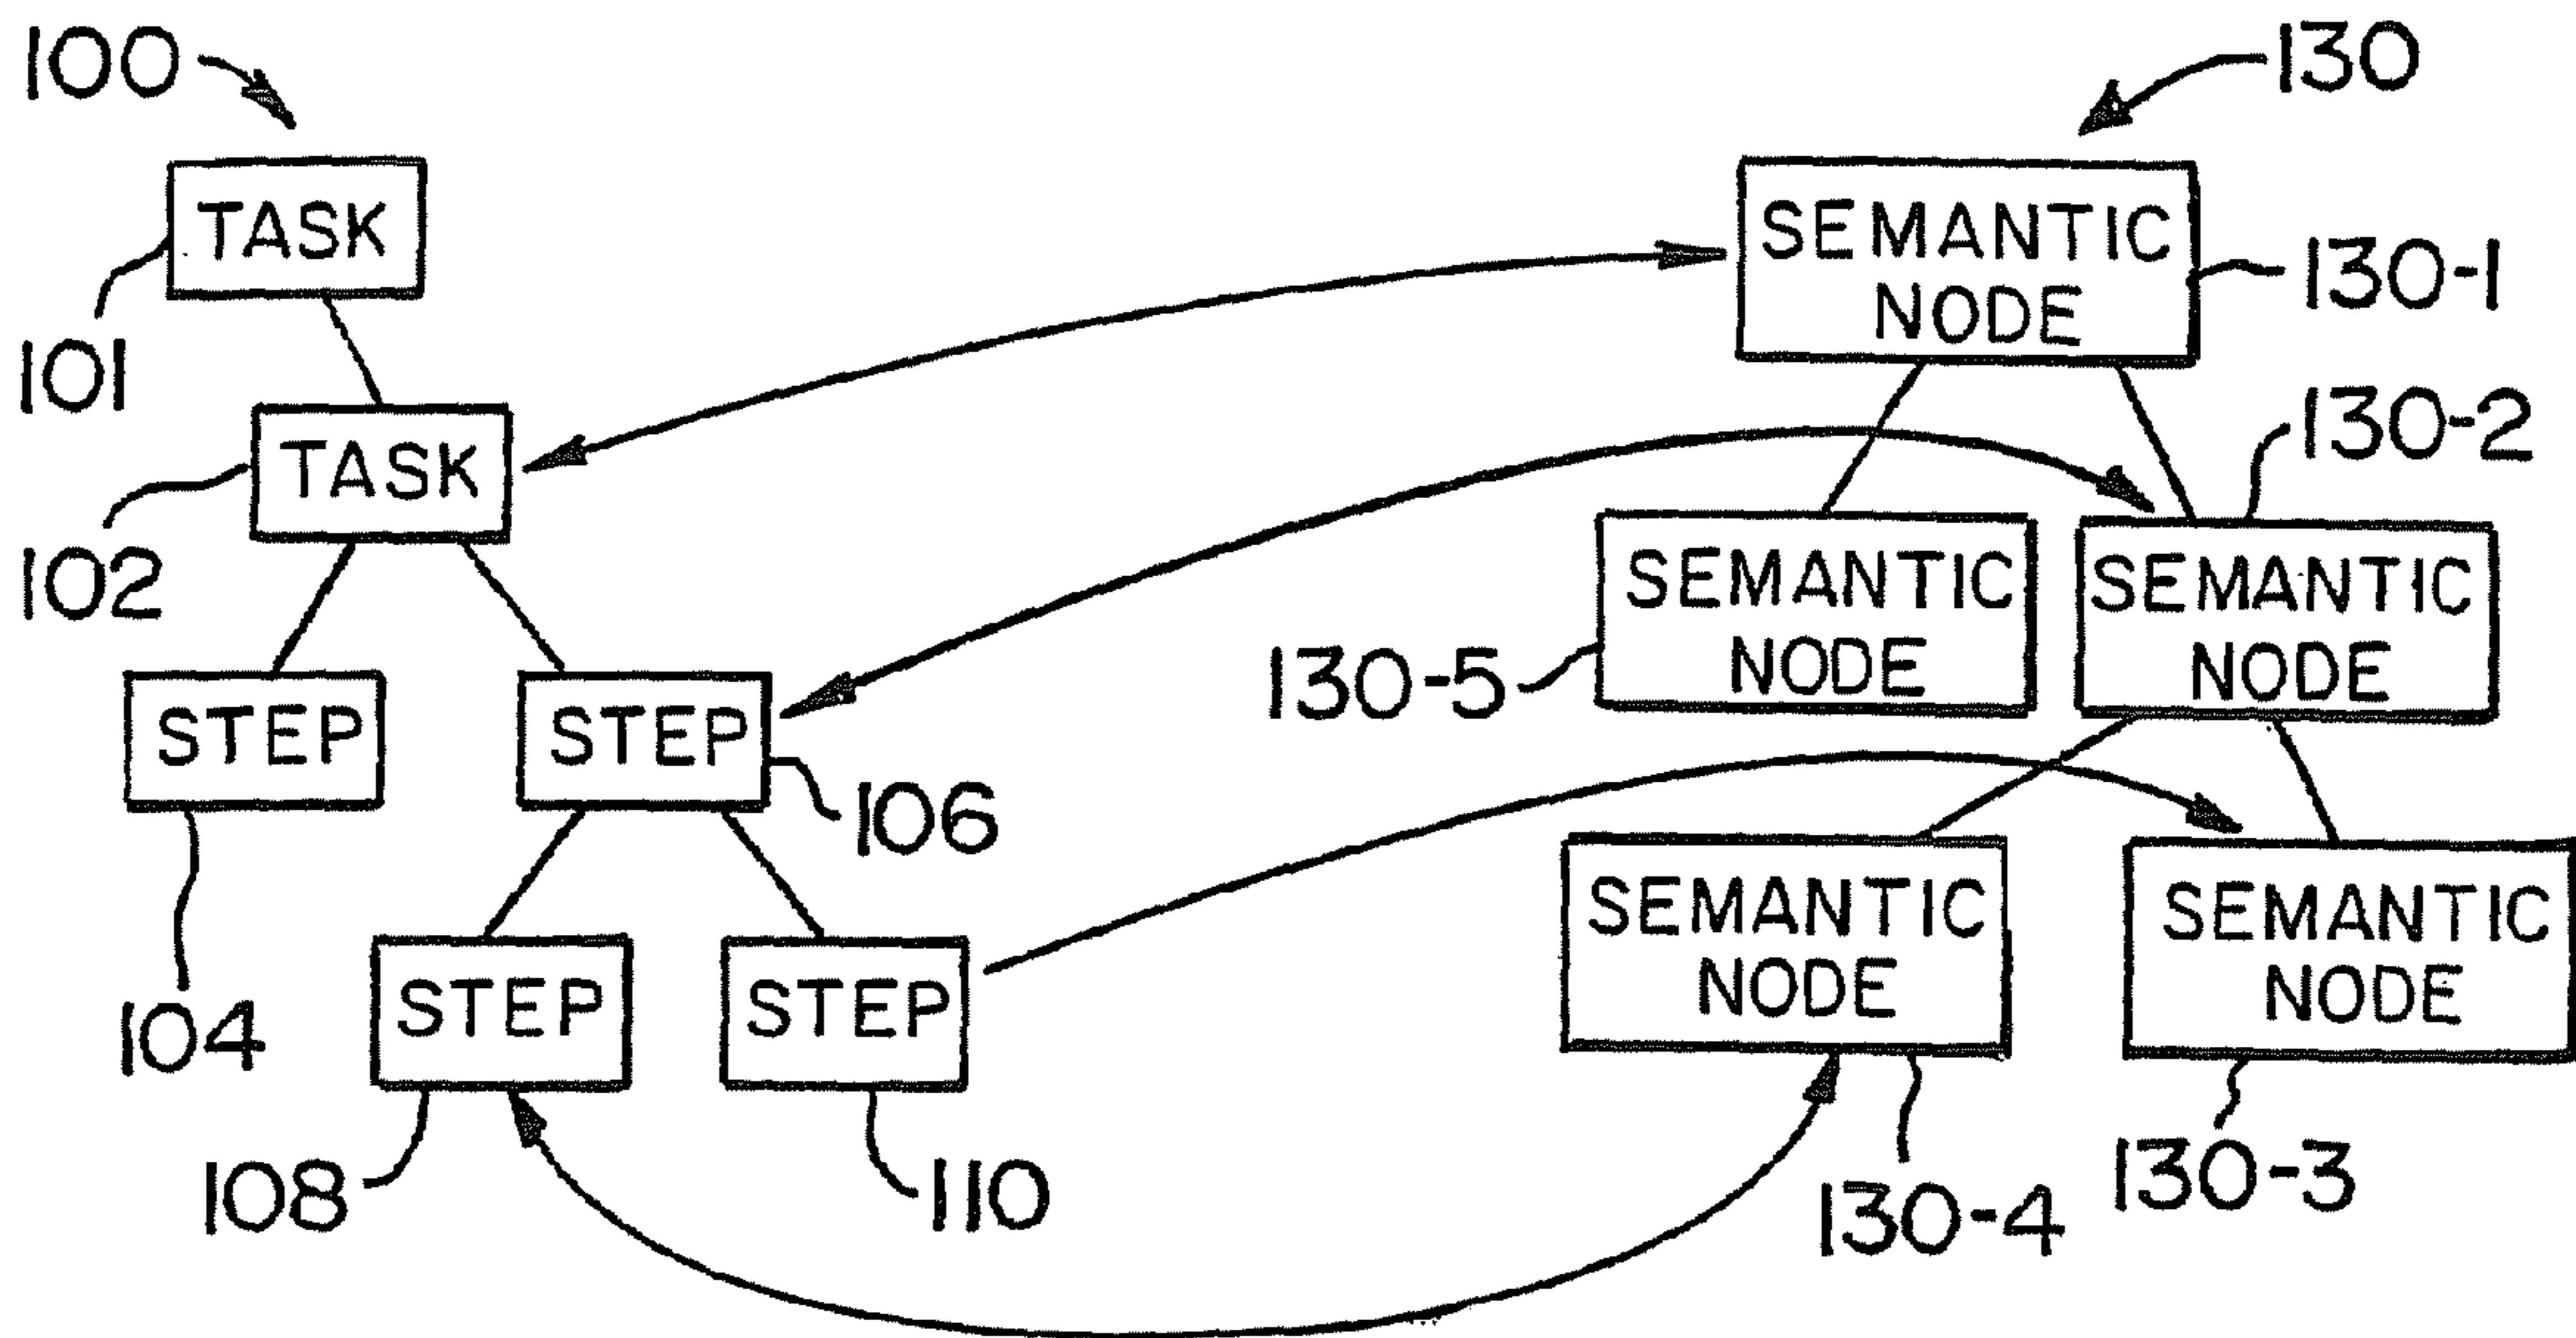 100
130
TASK
SEMANTIC
NODE
130-1
101
TASK
130-2
102
SEMANTIC
NODE
SEMANTIC
NODE
130-5
STEP
STEP
106
SEMANTIC
NODE
SEMANTIC
NODE
104
STEP
STEP
108
110
130-4
130-3